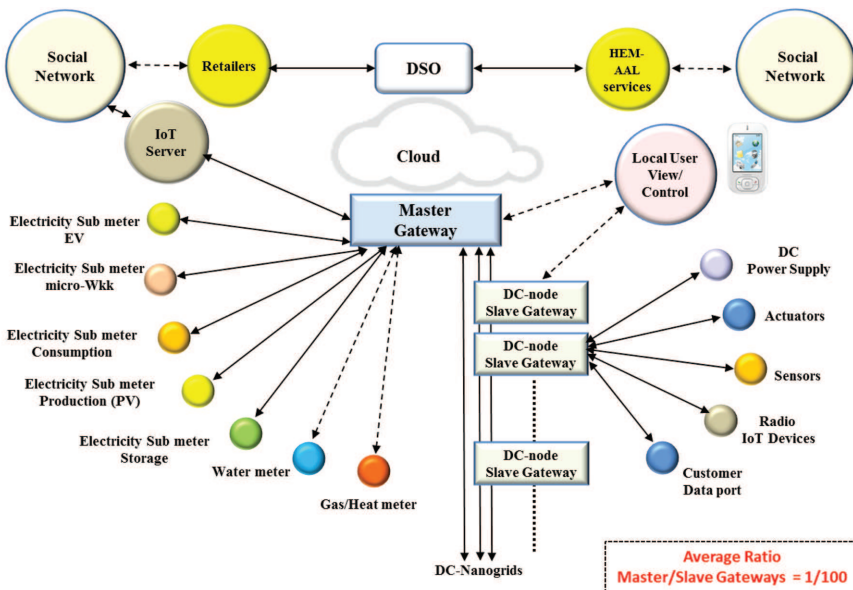 Social
Network
Retailers
DSO
HEM-
AAL
services
Social
Network
IoT
Server
Cloud
Local User
View/
Control
Master
Gateway
Electricity Sub meter
EV
Electricity Sub meter
micro-Wkk
Electricity Sub meter
Consumption
Electricity Sub meter
Production (PV)
Electricity Sub meter
Storage
Water meter
Gas/Heat meter
DC-node
Slave Gateway
DC-node
Slave Gateway
DC-node
Slave Gateway
DC
Power Supply
Actuators
Sensors
Radio
IoT Devices
Customer
Data port
DC-Nanogrids
Average Ratio
Master/Slave Gateways = 1/100